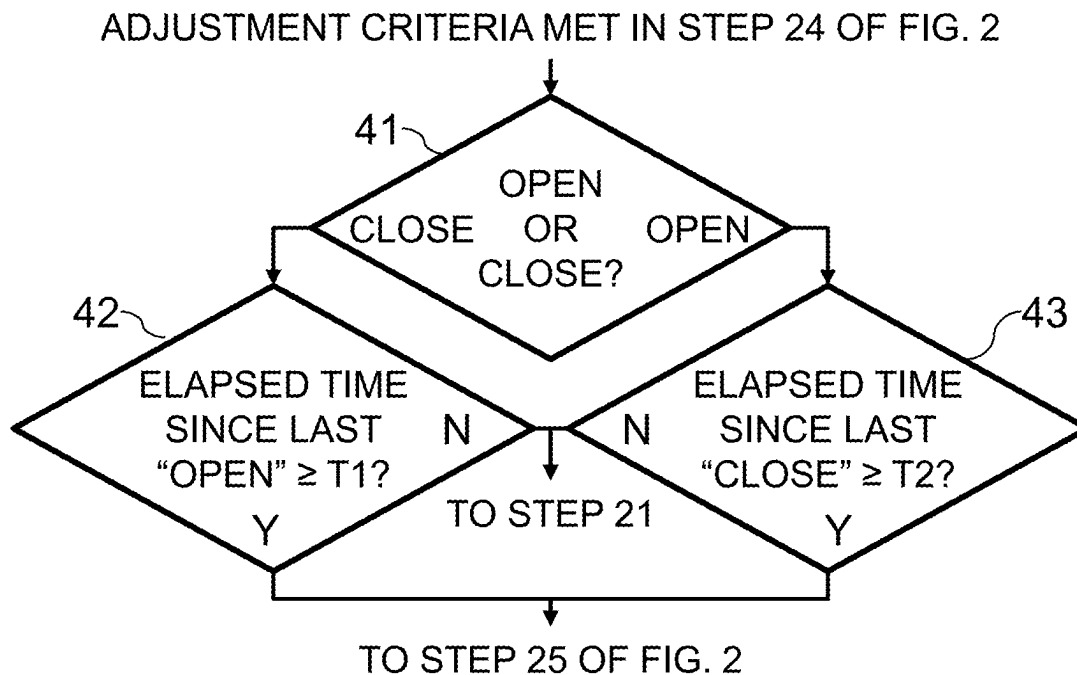 ADJUSTMENT CRITERIA MET IN STEP 24 OF FIG. 2
41
OPEN
OR
CLOSE?
CLOSE
OPEN
42
ELAPSED TIME
SINCE LAST
“OPEN” ≥ T1?
N
Y
43
ELAPSED TIME
SINCE LAST
“CLOSE” ≥ T2?
N
Y
TO STEP 21
TO STEP 25 OF FIG. 2